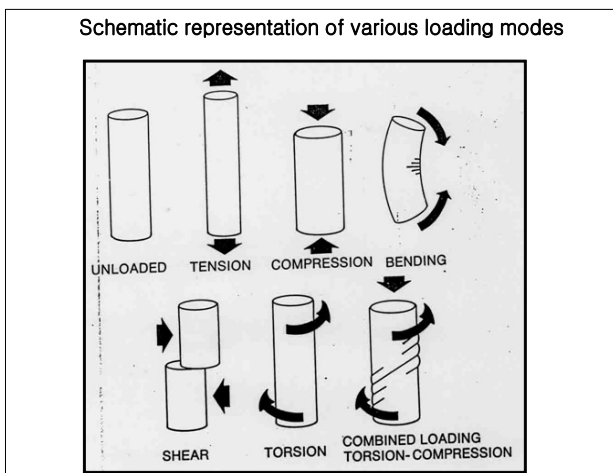 Schematic representation of various loading modes
UNLOADED TENSION COMPRESSION BENDING
SHEAR TORSION COMBINED LOADING
TORSION-COMPRESSION